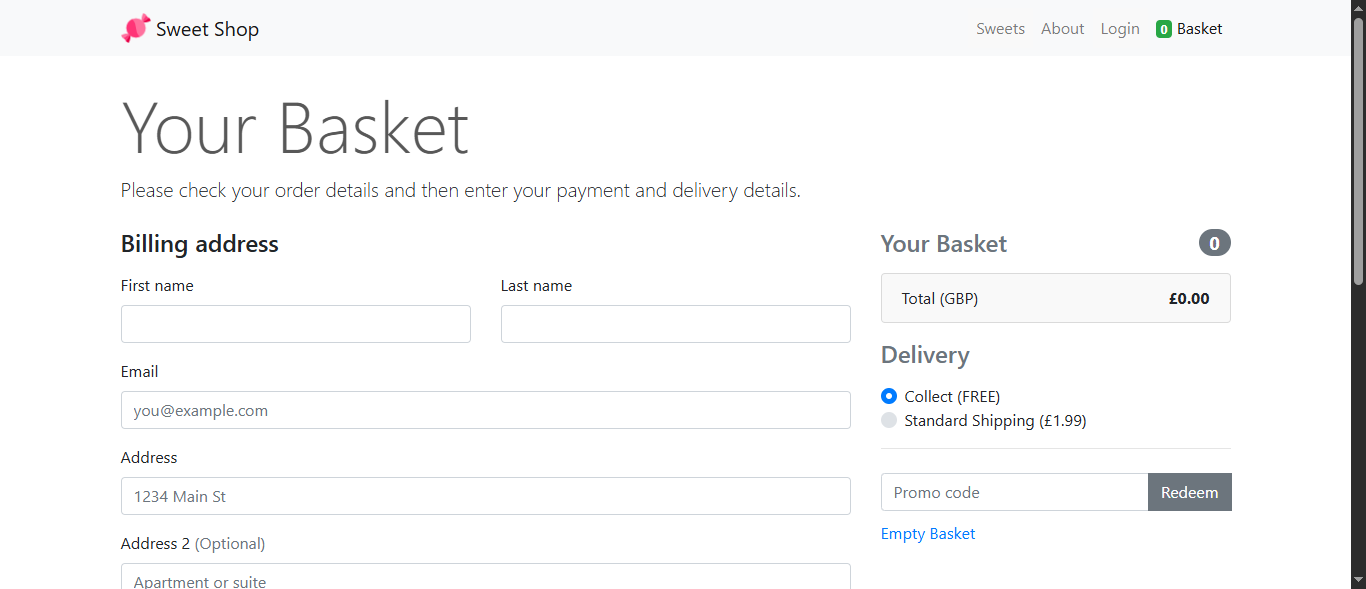 Sweet Shop
Sweets About Login 0 Basket
Your Basket
Please check your order details and then enter your payment and delivery details.
Billing address
First name Last name
Email
you@example.com
Address
1234 Main St
Address 2 (Optional)
Apartment or suite
Your Basket 0
Total (GBP) £0.00
Delivery
Collect (FREE)
Standard Shipping (£1.99)
Promo code Redeem
Empty Basket